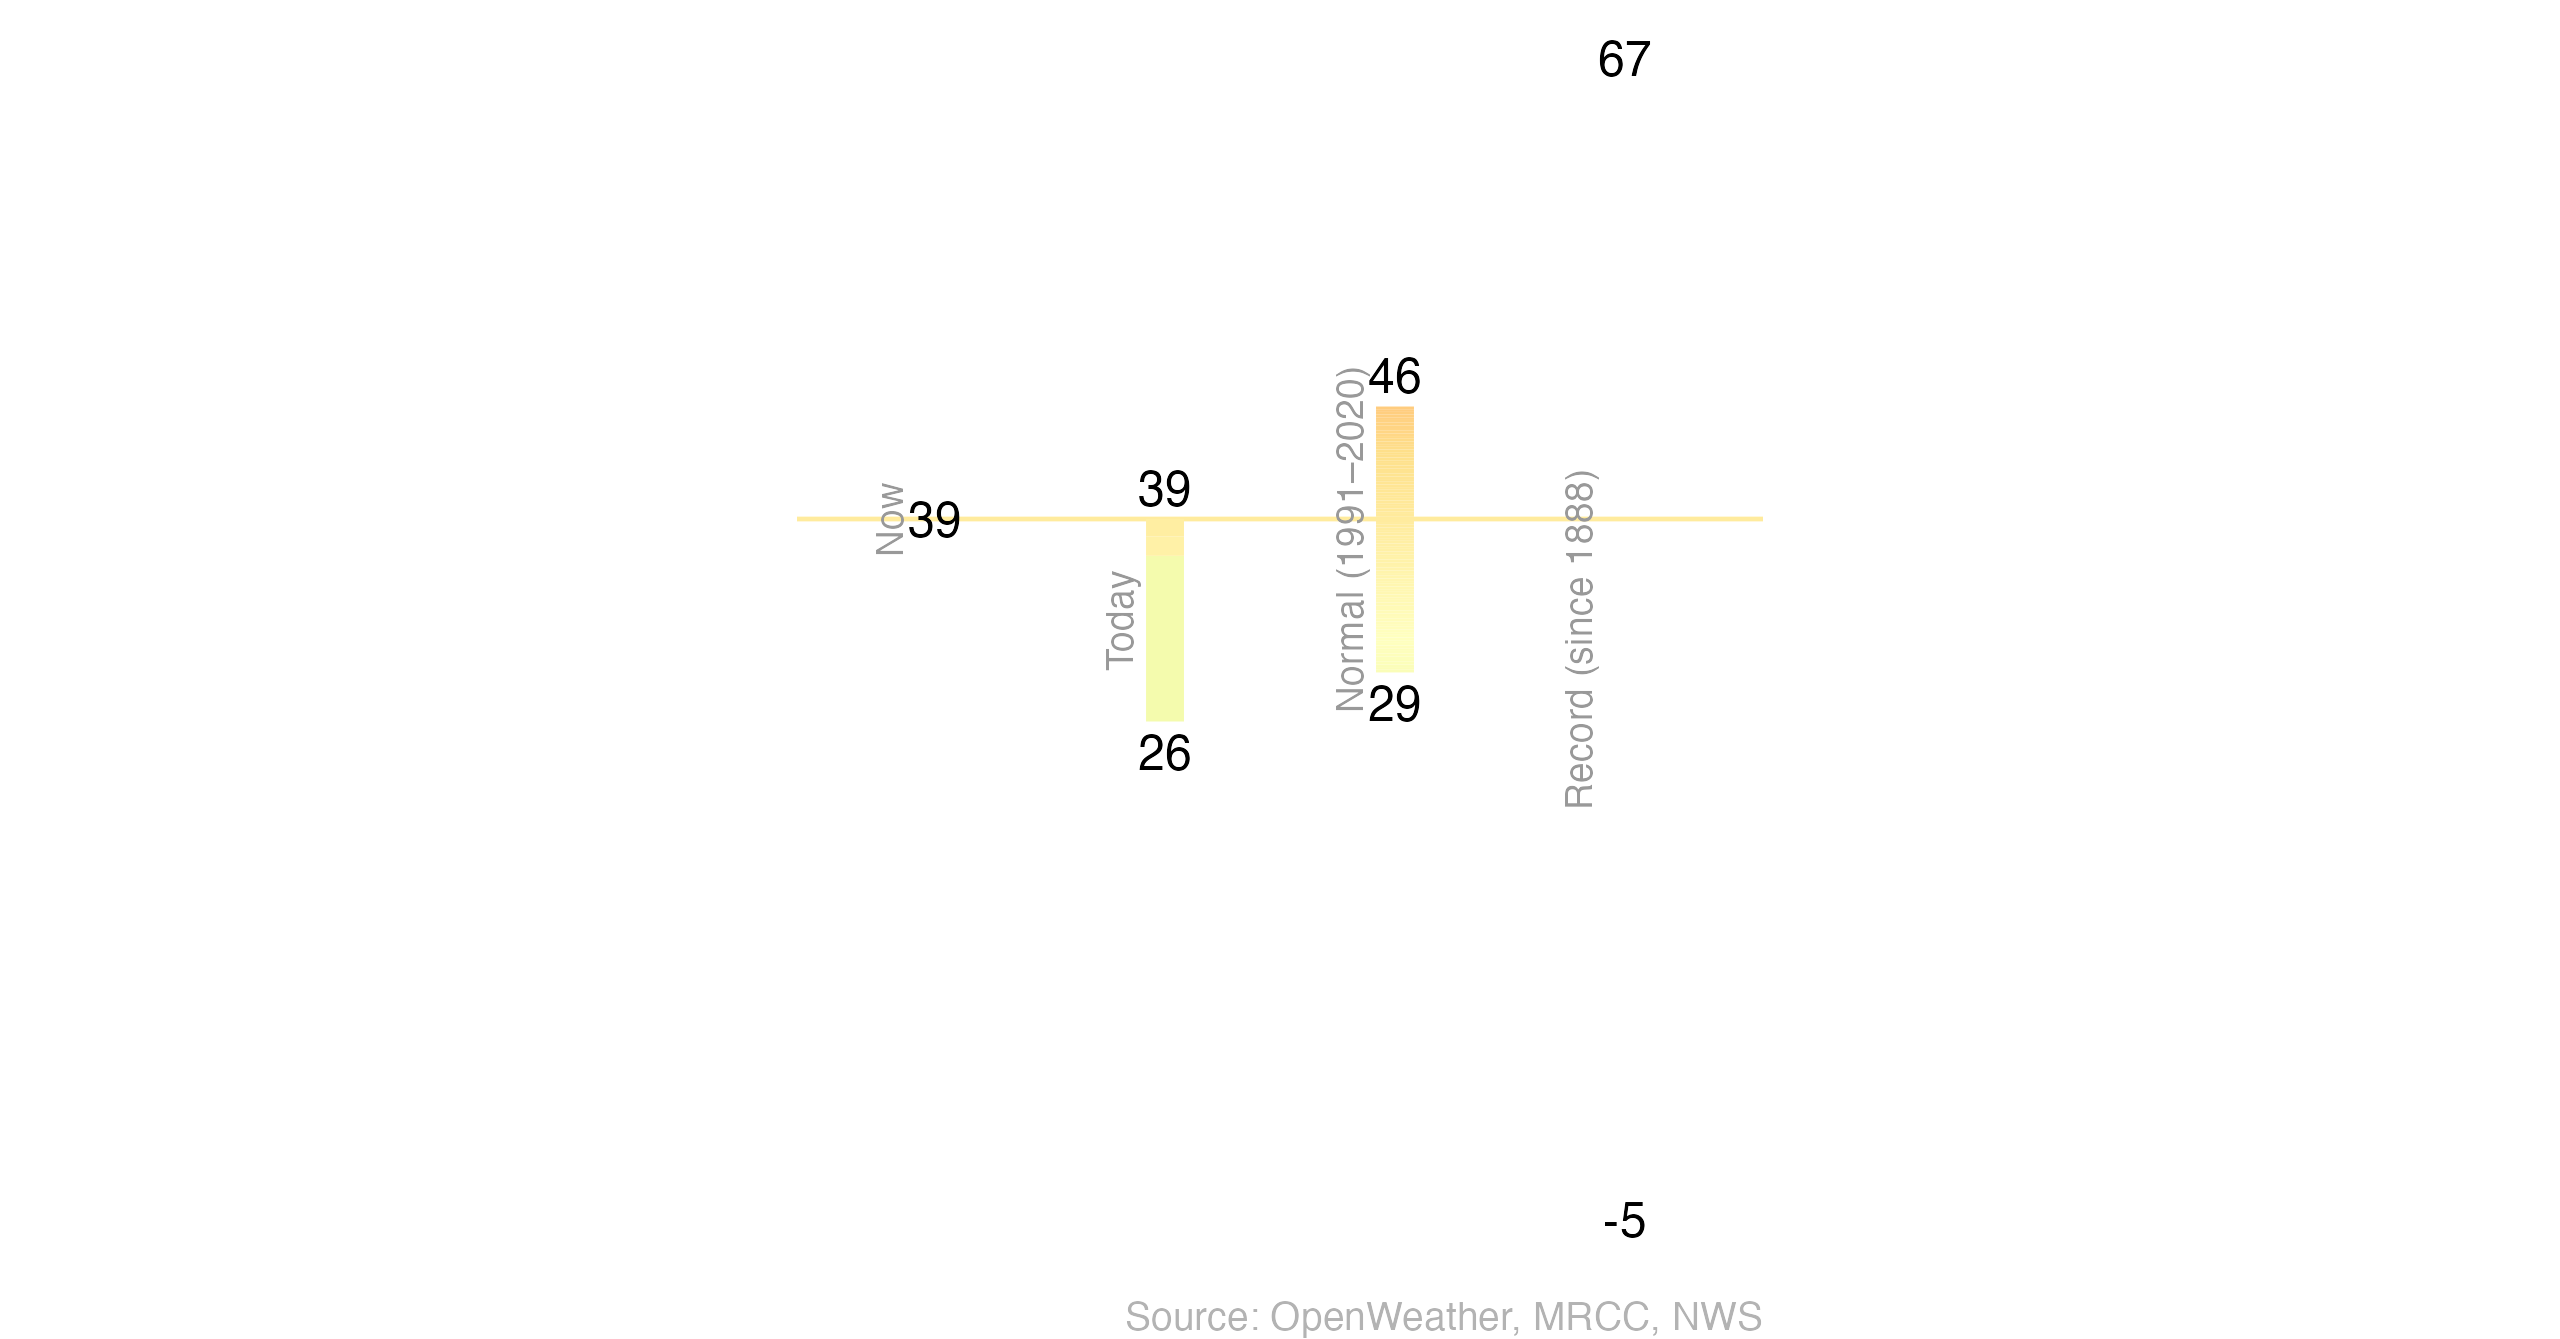 67
46
39
Now
39
Today
Normal (1991–2020)
Record (since 1888)
29
26
-5
Source: OpenWeather, MRCC, NWS